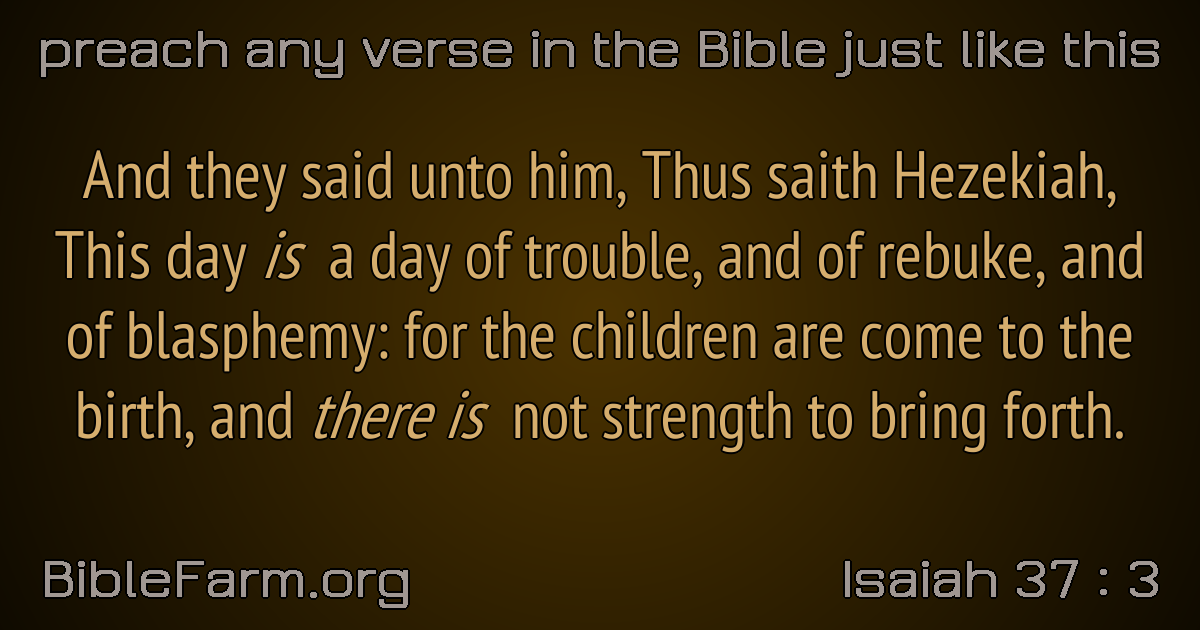 preach any verse in the Bible just like this
And they said unto him, Thus saith Hezekiah,
This day is a day of trouble, and of rebuke, and
of blasphemy: for the children are come to the
birth, and there is not strength to bring forth.
BibleFarm.org
Isaiah 37 : 3